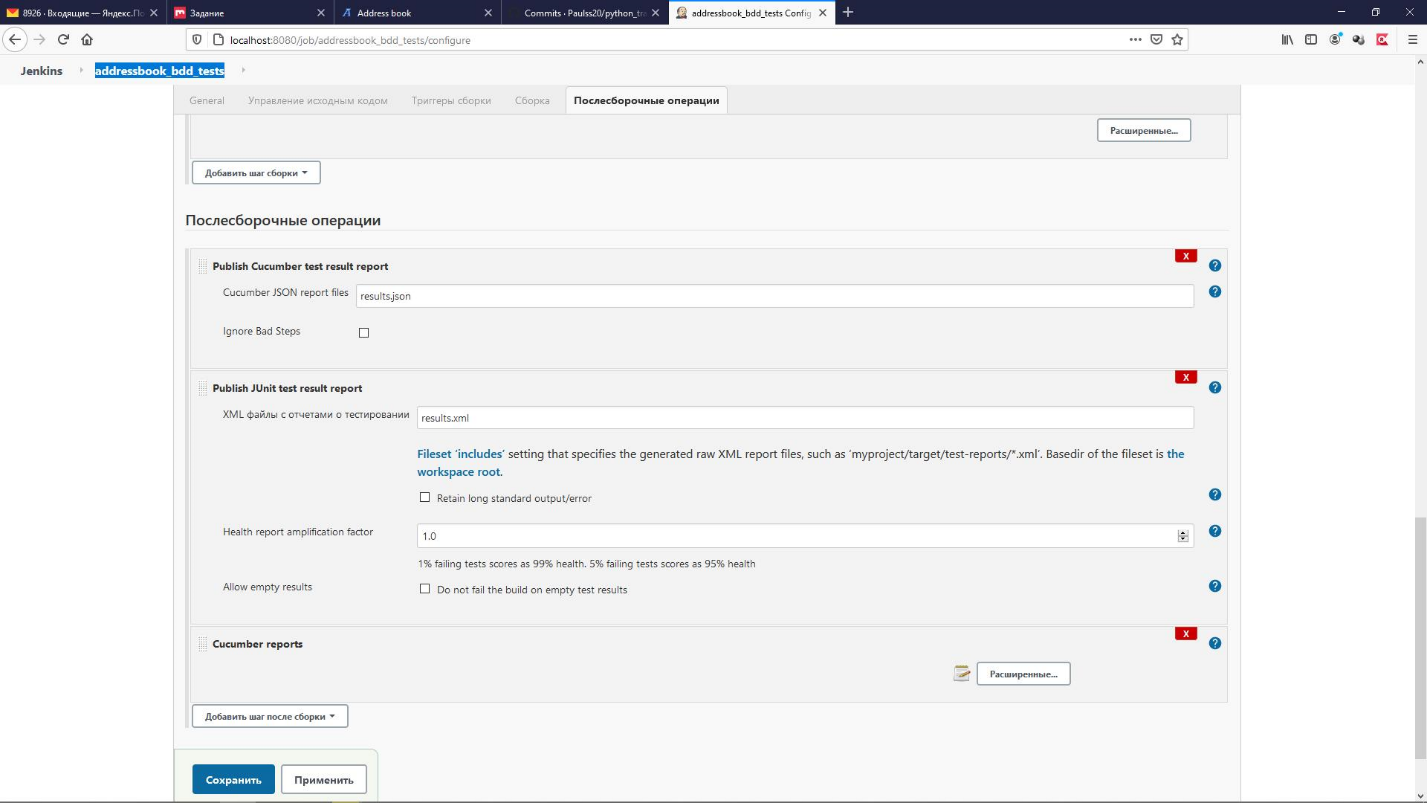 8926 · Входящие — Яндекс.По
Задание
Address book
Commits · Paulss20/python_tra
addressbook_bdd_tests Config
localhost:8080/job/addressbook_bdd_tests/configure
Jenkins addressbook_bdd_tests
General Управление исходным кодом Триггеры сборки Сборка Послесборочные операции
Расширенные...
Добавить шаг сборки
Послесборочные операции
X
Publish Cucumber test result report
Cucumber JSON report files results.json
Ignore Bad Steps
X
Publish JUnit test result report
XML файлы с отчетами о тестировании results.xml
Fileset ‘includes’ setting that specifies the generated raw XML report files, such as ‘myproject/target/test-reports/*.xml’. Basedir of the fileset is the
workspace root.
Retain long standard output/error
Health report amplification factor 1.0
1% failing tests scores as 99% health. 5% failing tests scores as 95% health
Allow empty results Do not fail the build on empty test results
X
Cucumber reports
Расширенные...
Добавить шаг после сборки
Сохранить Применить